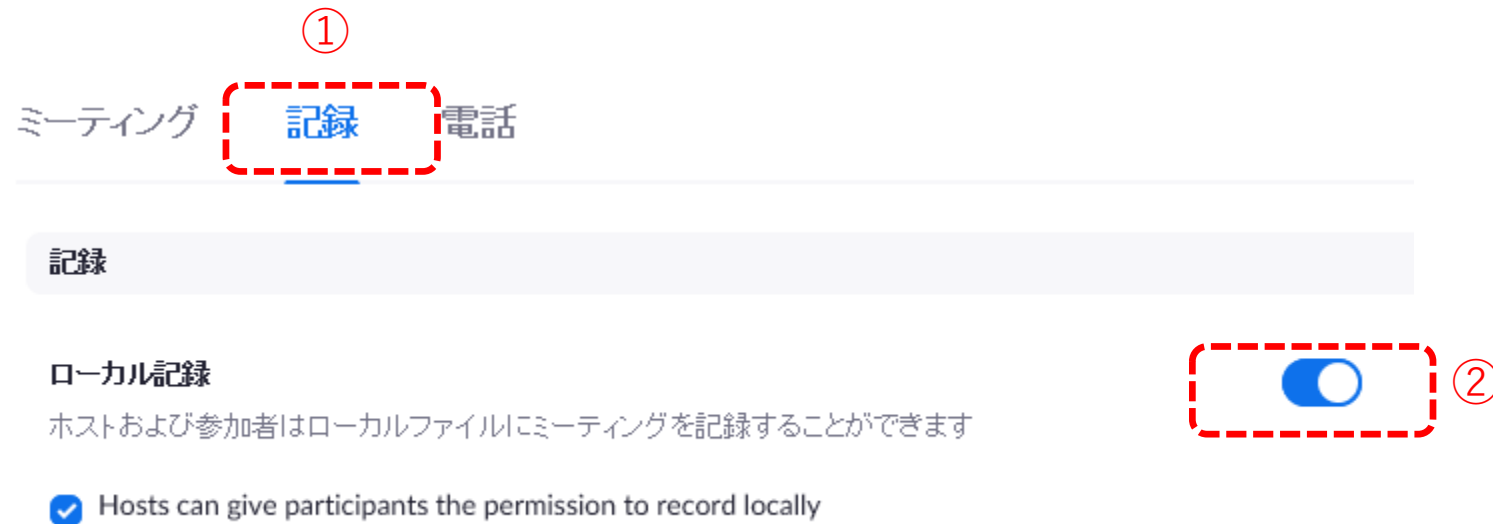 ①
ミーティング 記録 電話
記録
ローカル記録
②
ホストおよび参加者はローカルファイルにミーティングを記録することができます
Hosts can give participants the permission to record locally